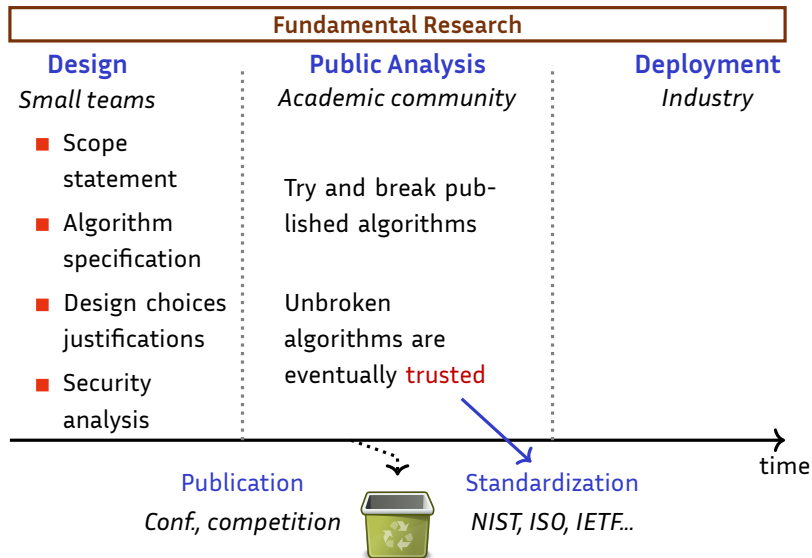 Fundamental Research
Design
Small teams
Scope
statement
Algorithm
specification
Design choices
justifications
Security
analysis
Public Analysis
Academic community
Try and break pub-
lished algorithms
Unbroken
algorithms are
eventually trusted
Deployment
Industry
time
Publication
Conf., competition
Standardization
NIST, ISO, IETF...